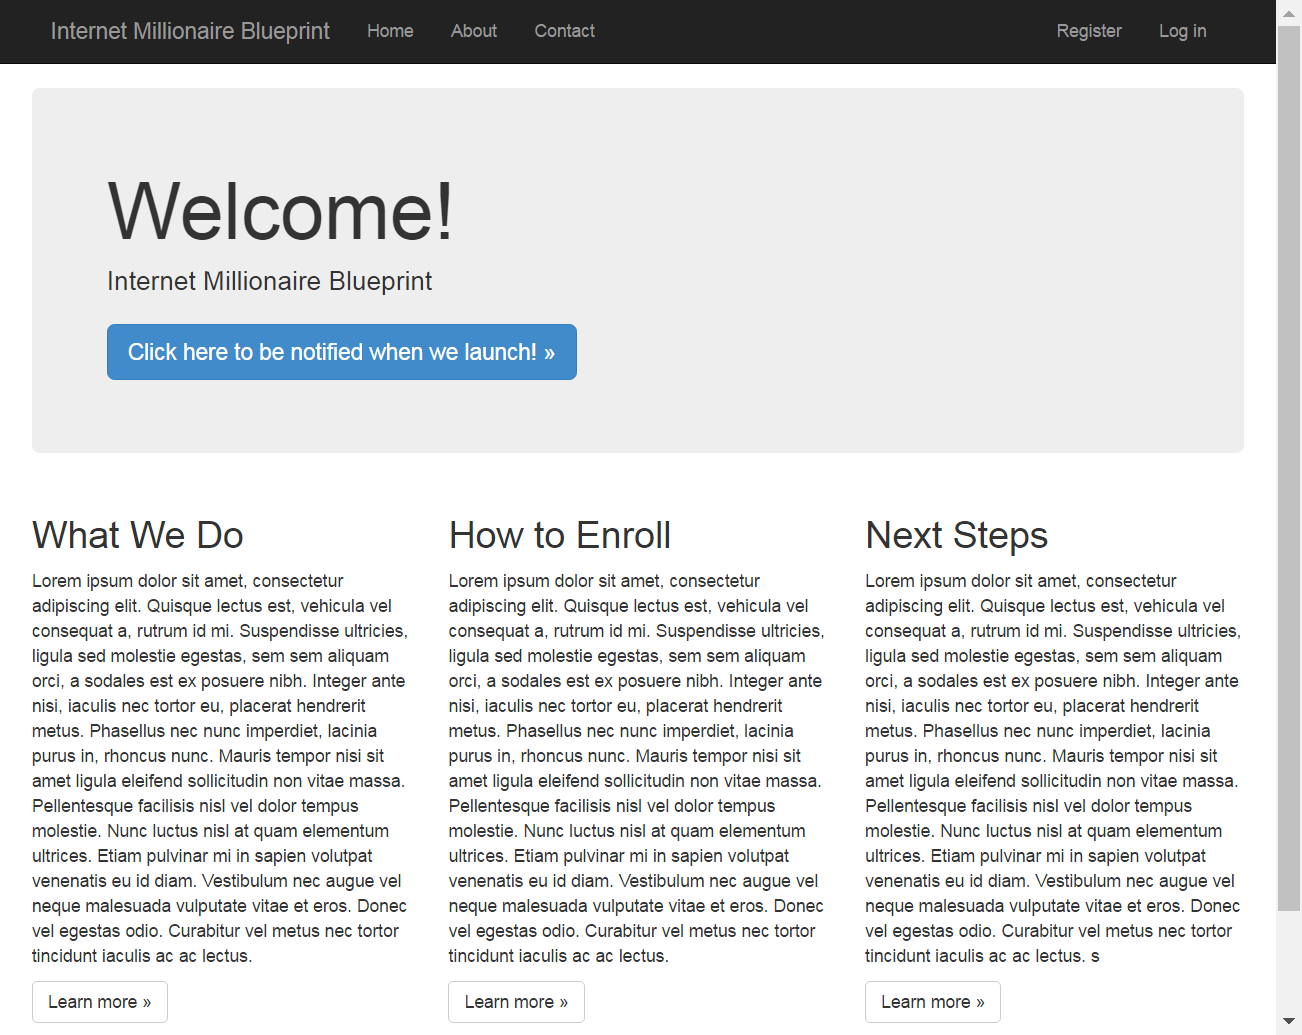 Internet Millionaire Blueprint Home About Contact Register Log in
Welcome!
Internet Millionaire Blueprint
Click here to be notified when we launch! »
What We Do
Lorem ipsum dolor sit amet, consectetur
adipiscing elit. Quisque lectus est, vehicula vel
consequat a, rutrum id mi. Suspendisse ultricies,
ligula sed molestie egestas, sem sem aliquam
orci, a sodales est ex posuere nibh. Integer ante
nisi, iaculis nec tortor eu, placerat hendrerit
metus. Phasellus nec nunc imperdiet, lacinia
purus in, rhoncus nunc. Mauris tempor nisi sit
amet ligula eleifend sollicitudin non vitae massa.
Pellentesque facilisis nisl vel dolor tempus
molestie. Nunc luctus nisl at quam elementum
ultrices. Etiam pulvinar mi in sapien volutpat
venenatis eu id diam. Vestibulum nec augue vel
neque malesuada vulputate vitae et eros. Donec
vel egestas odio. Curabitur vel metus nec tortor
tincidunt iaculis ac ac lectus.
Learn more »
How to Enroll
Lorem ipsum dolor sit amet, consectetur
adipiscing elit. Quisque lectus est, vehicula vel
consequat a, rutrum id mi. Suspendisse ultricies,
ligula sed molestie egestas, sem sem aliquam
orci, a sodales est ex posuere nibh. Integer ante
nisi, iaculis nec tortor eu, placerat hendrerit
metus. Phasellus nec nunc imperdiet, lacinia
purus in, rhoncus nunc. Mauris tempor nisi sit
amet ligula eleifend sollicitudin non vitae massa.
Pellentesque facilisis nisl vel dolor tempus
molestie. Nunc luctus nisl at quam elementum
ultrices. Etiam pulvinar mi in sapien volutpat
venenatis eu id diam. Vestibulum nec augue vel
neque malesuada vulputate vitae et eros. Donec
vel egestas odio. Curabitur vel metus nec tortor
tincidunt iaculis ac ac lectus.
Learn more »
Next Steps
Lorem ipsum dolor sit amet, consectetur
adipiscing elit. Quisque lectus est, vehicula vel
consequat a, rutrum id mi. Suspendisse ultricies,
ligula sed molestie egestas, sem sem aliquam
orci, a sodales est ex posuere nibh. Integer ante
nisi, iaculis nec tortor eu, placerat hendrerit
metus. Phasellus nec nunc imperdiet, lacinia
purus in, rhoncus nunc. Mauris tempor nisi sit
amet ligula eleifend sollicitudin non vitae massa.
Pellentesque facilisis nisl vel dolor tempus
molestie. Nunc luctus nisl at quam elementum
ultrices. Etiam pulvinar mi in sapien volutpat
venenatis eu id diam. Vestibulum nec augue vel
neque malesuada vulputate vitae et eros. Donec
vel egestas odio. Curabitur vel metus nec tortor
tincidunt iaculis ac ac lectus. s
Learn more »